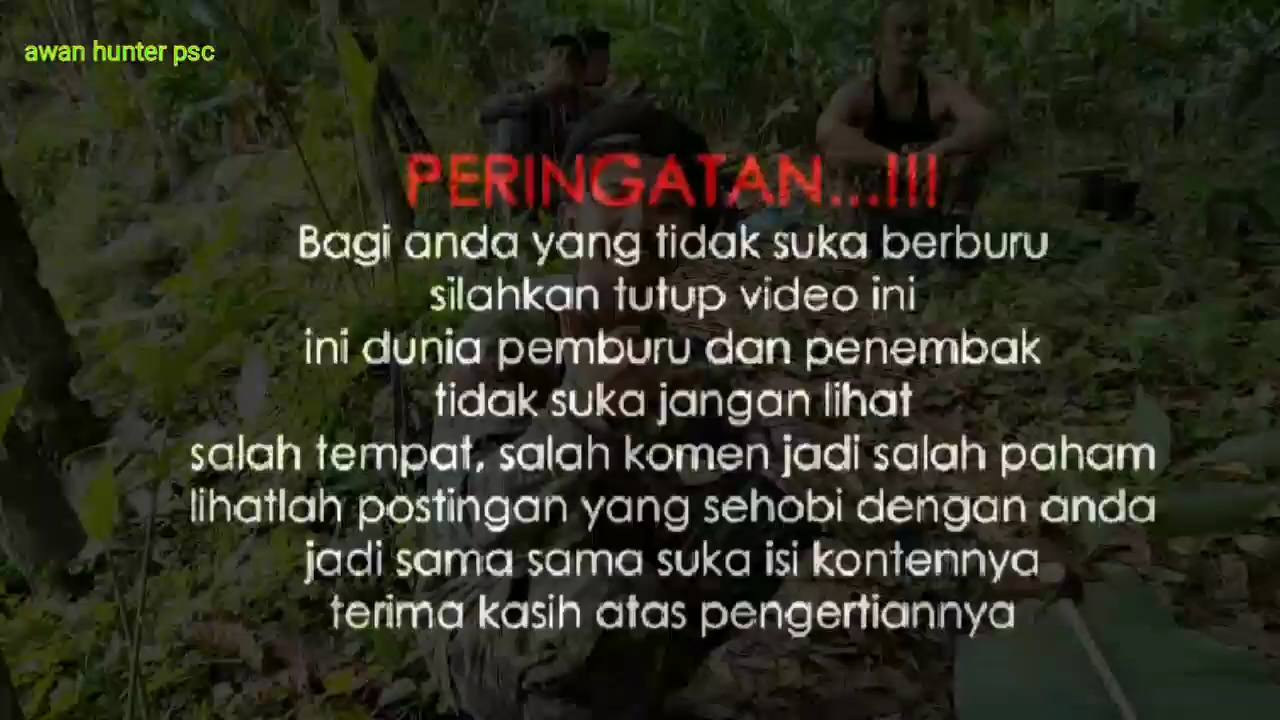 awan hunter psc
PERINGATAN...!!!
Bagi anda yang tidak suka berburu
silahkan tutup video ini
ini dunia pemburu dan penembak
tidak suka jangan lihat
salah tempat, salah komen jadi salah paham
lihatlah postingan yang sehobi dengan anda
jadi sama sama suka isi kontennya
terima kasih atas pengertiannya